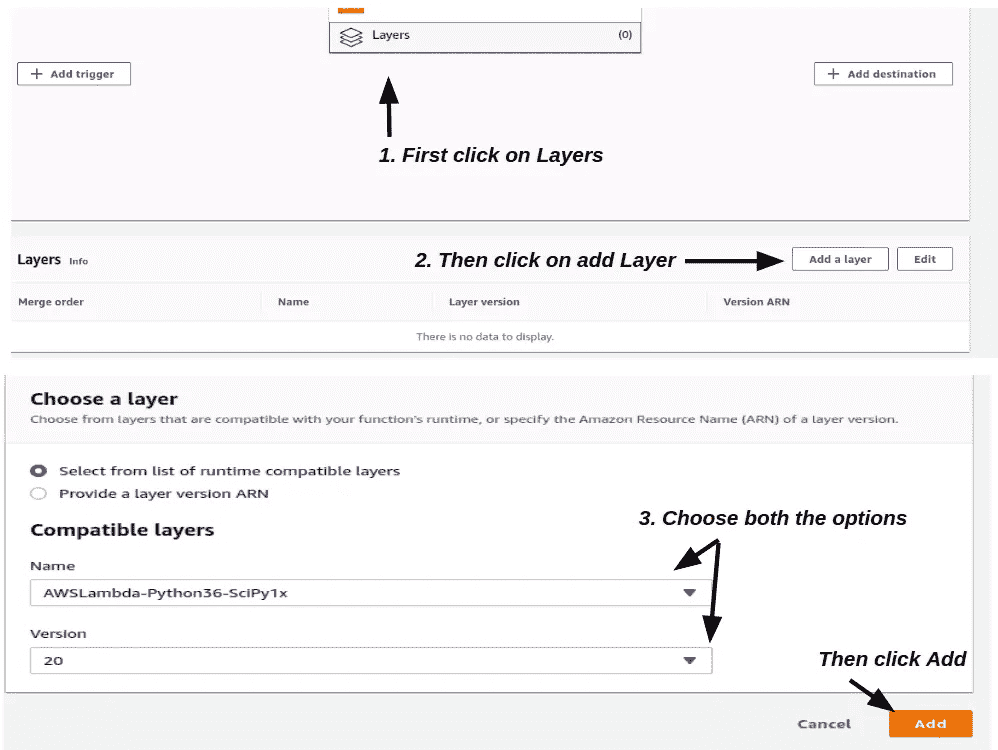 Layers (0)
+ Add trigger
+ Add destination
1. First click on Layers
Layers Info
2. Then click on add Layer
Add a layer
Edit
Merge order Name Layer version Version ARN
There is no data to display.
Choose a layer
Choose from layers that are compatible with your function's runtime, or specify the Amazon Resource Name (ARN) of a layer version.
Select from list of runtime compatible layers
Provide a layer version ARN
Compatible layers
3. Choose both the options
Name
AWSLambda-Python36-SciPy1x
Version
20
Then click Add
Cancel Add